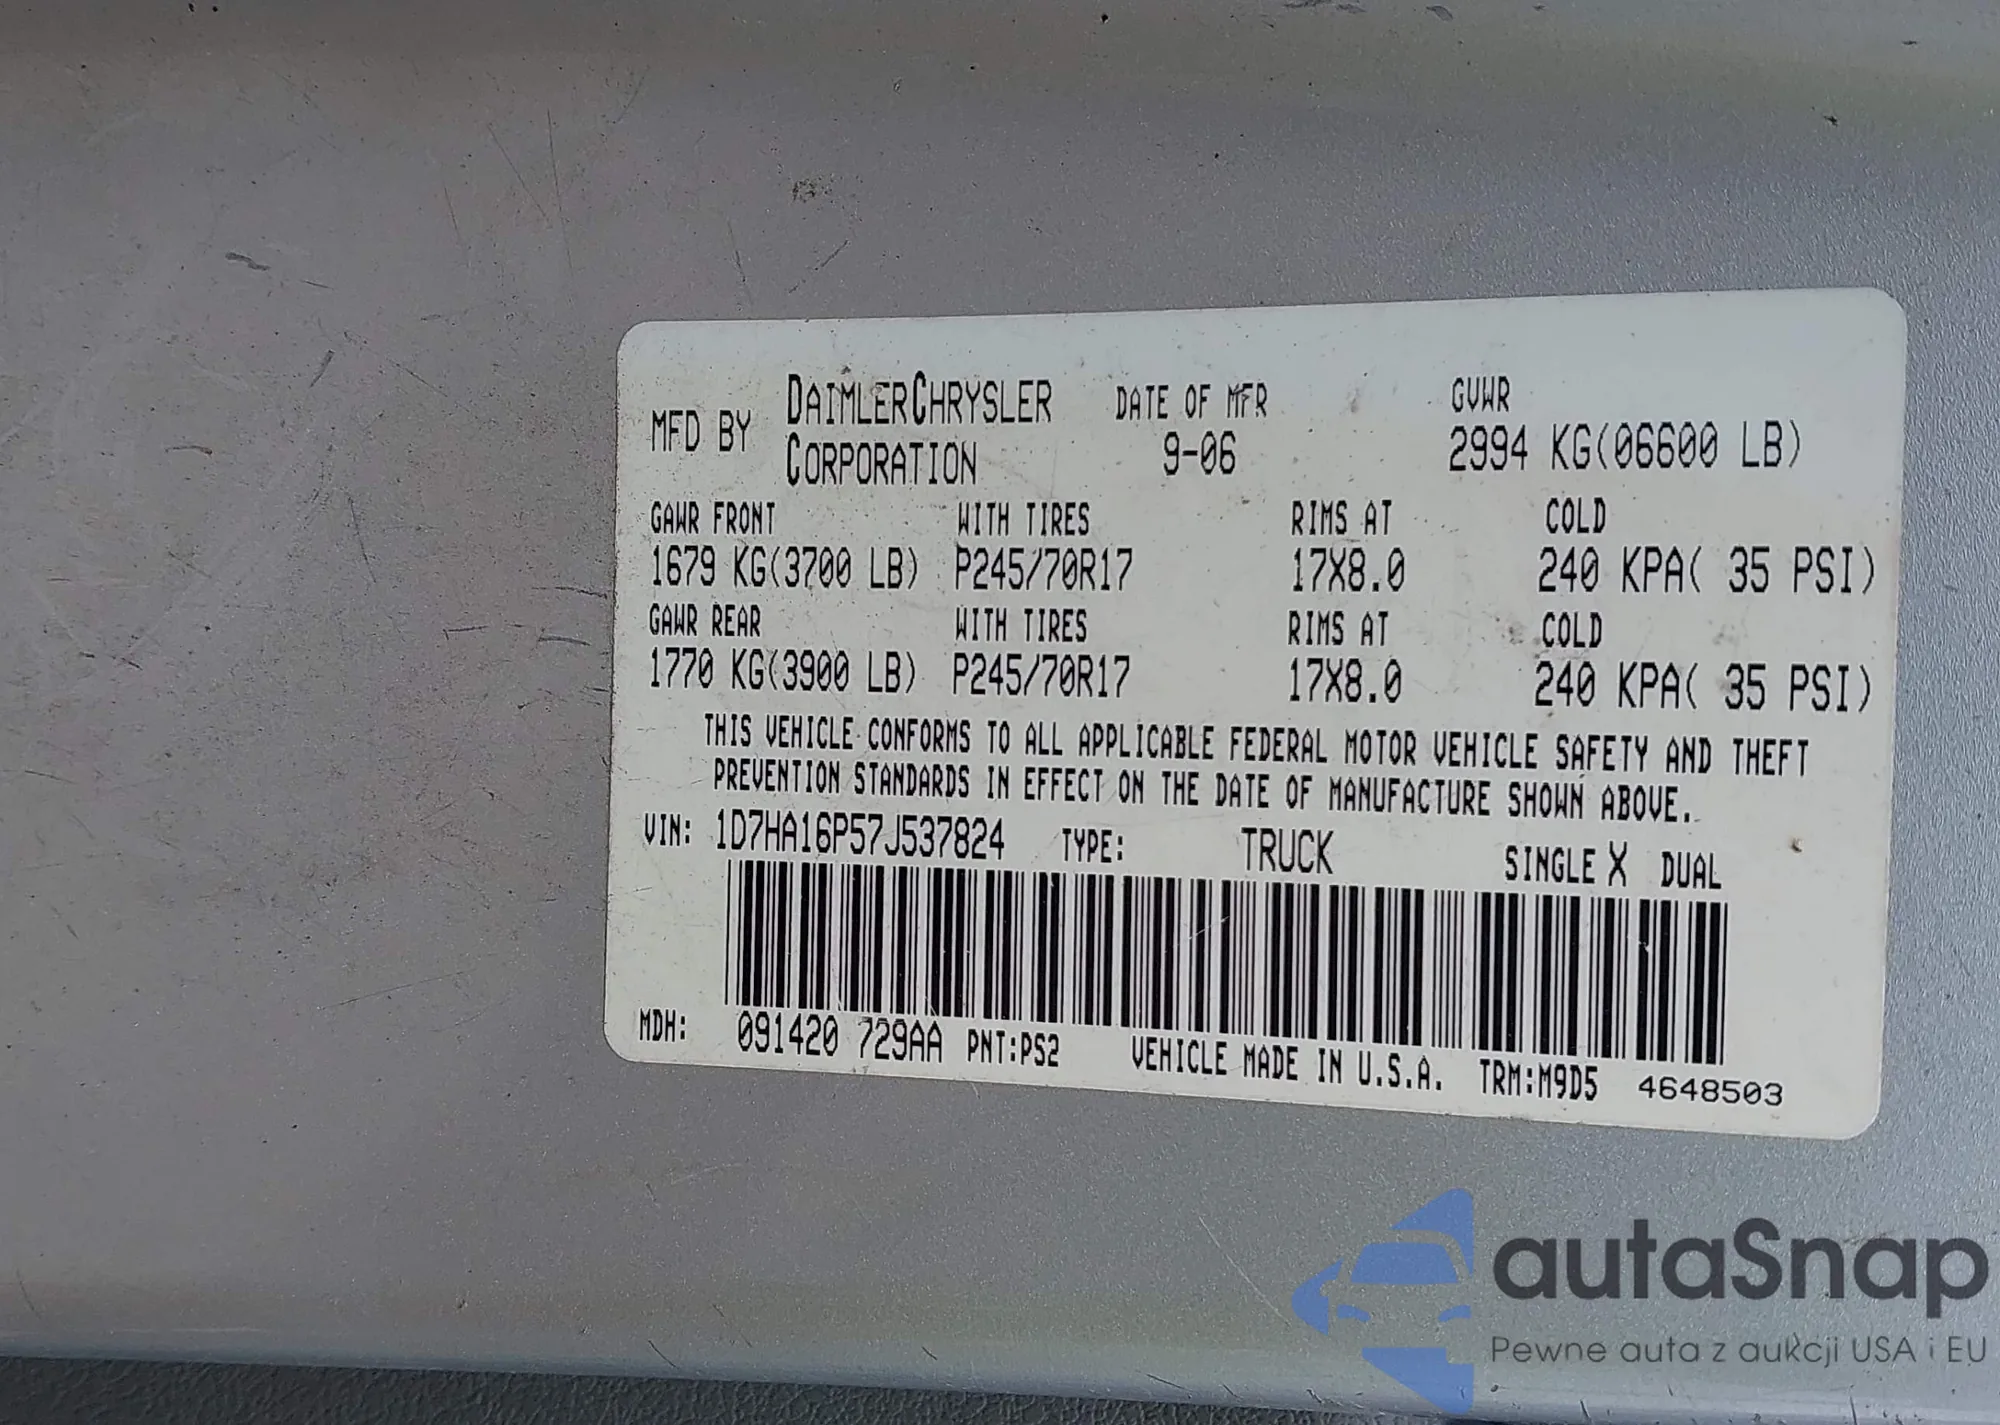 MFD BY DAIMLERCHRYSLER CORPORATION DATE OF MFR 9-06 GVWR 2994 KG(06600 LB)
GAWR FRONT WITH TIRES RIMS AT COLD
1679 KG(3700 LB) P245/70R17 17X8.0 240 KPA( 35 PSI)
GAWR REAR WITH TIRES RIMS AT COLD
1770 KG(3900 LB) P245/70R17 17X8.0 240 KPA( 35 PSI)
THIS VEHICLE CONFORMS TO ALL APPLICABLE FEDERAL MOTOR VEHICLE SAFETY AND THEFT
PREVENTION STANDARDS IN EFFECT ON THE DATE OF MANUFACTURE SHOWN ABOVE.
VIN: 1D7HA16P57J537824 TYPE: TRUCK SINGLE X DUAL
MDH: 091420 729AA PNT:PS2 VEHICLE MADE IN U.S.A. TRM:M9D5 4648503
autaSnap
Pewne auta z aukcji USA i EU